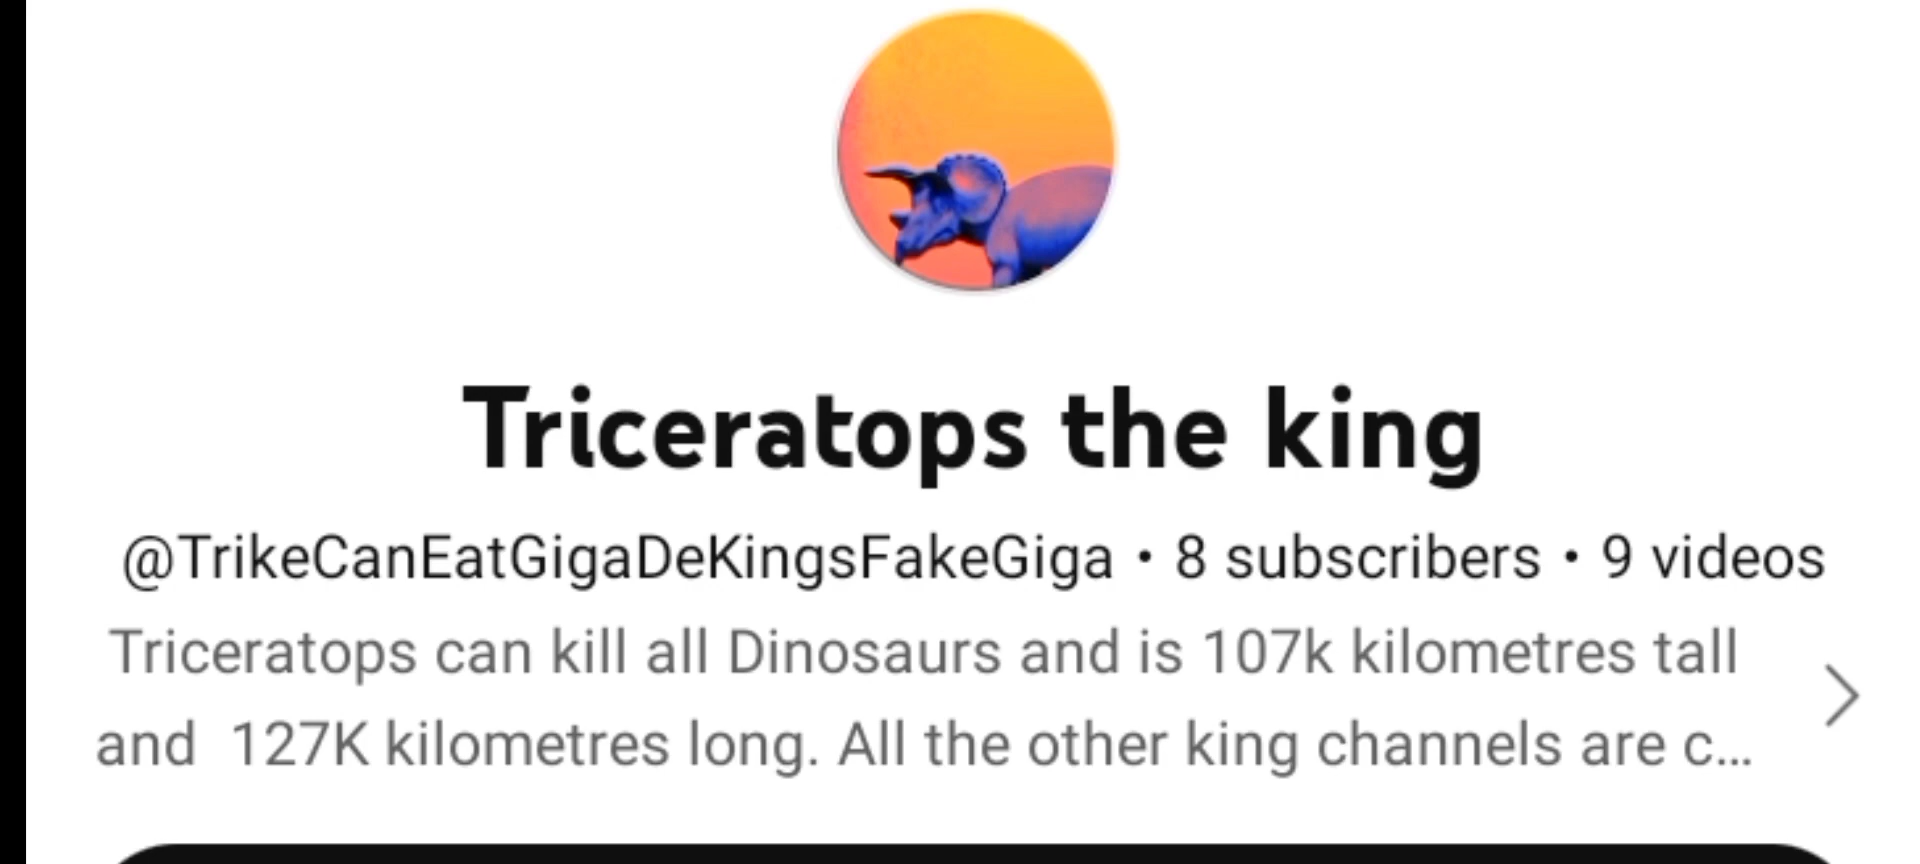 Triceratops the king
@TrikeCanEatGigaDeKingsFakeGiga • 8 subscribers • 9 videos
Triceratops can kill all Dinosaurs and is 107k kilometres tall
and  127K kilometres long. All the other king channels are c...